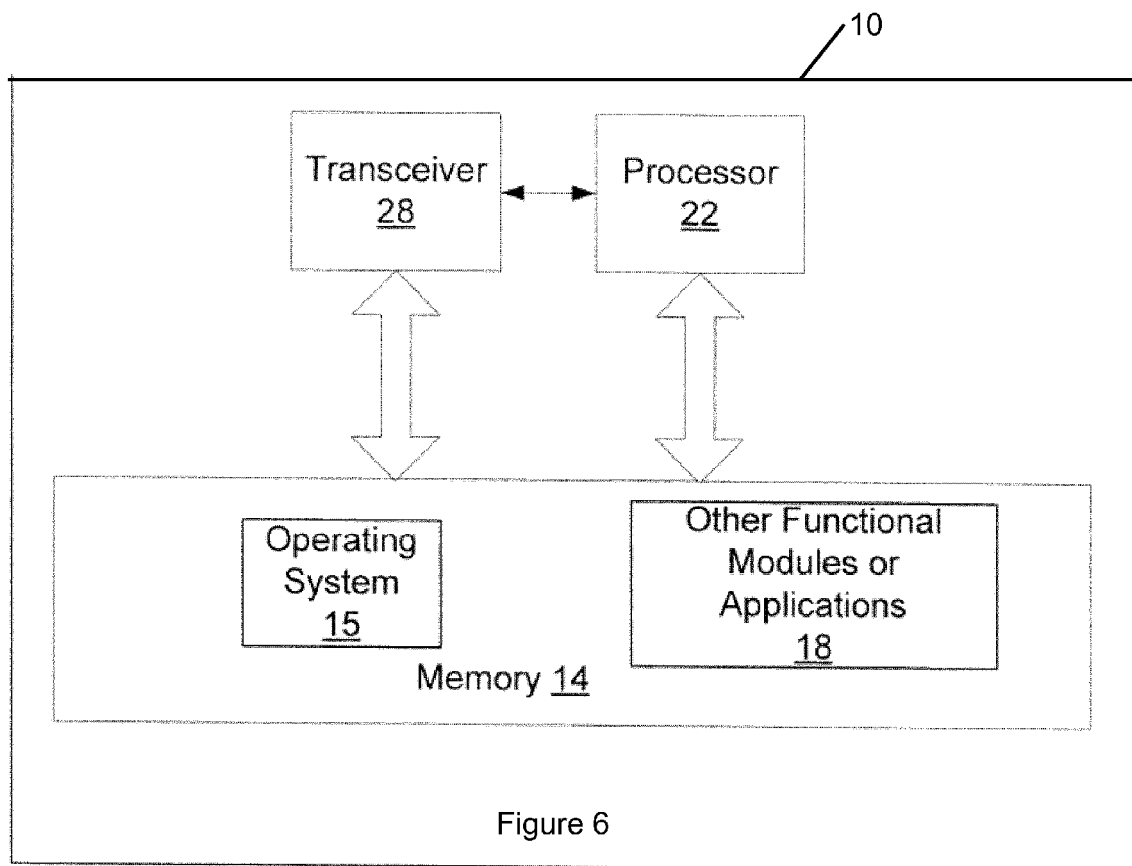 10
Transceiver
28
Processor
22
Operating
System
15
Other Functional
Modules or
Applications
18
Memory 14
Figure 6